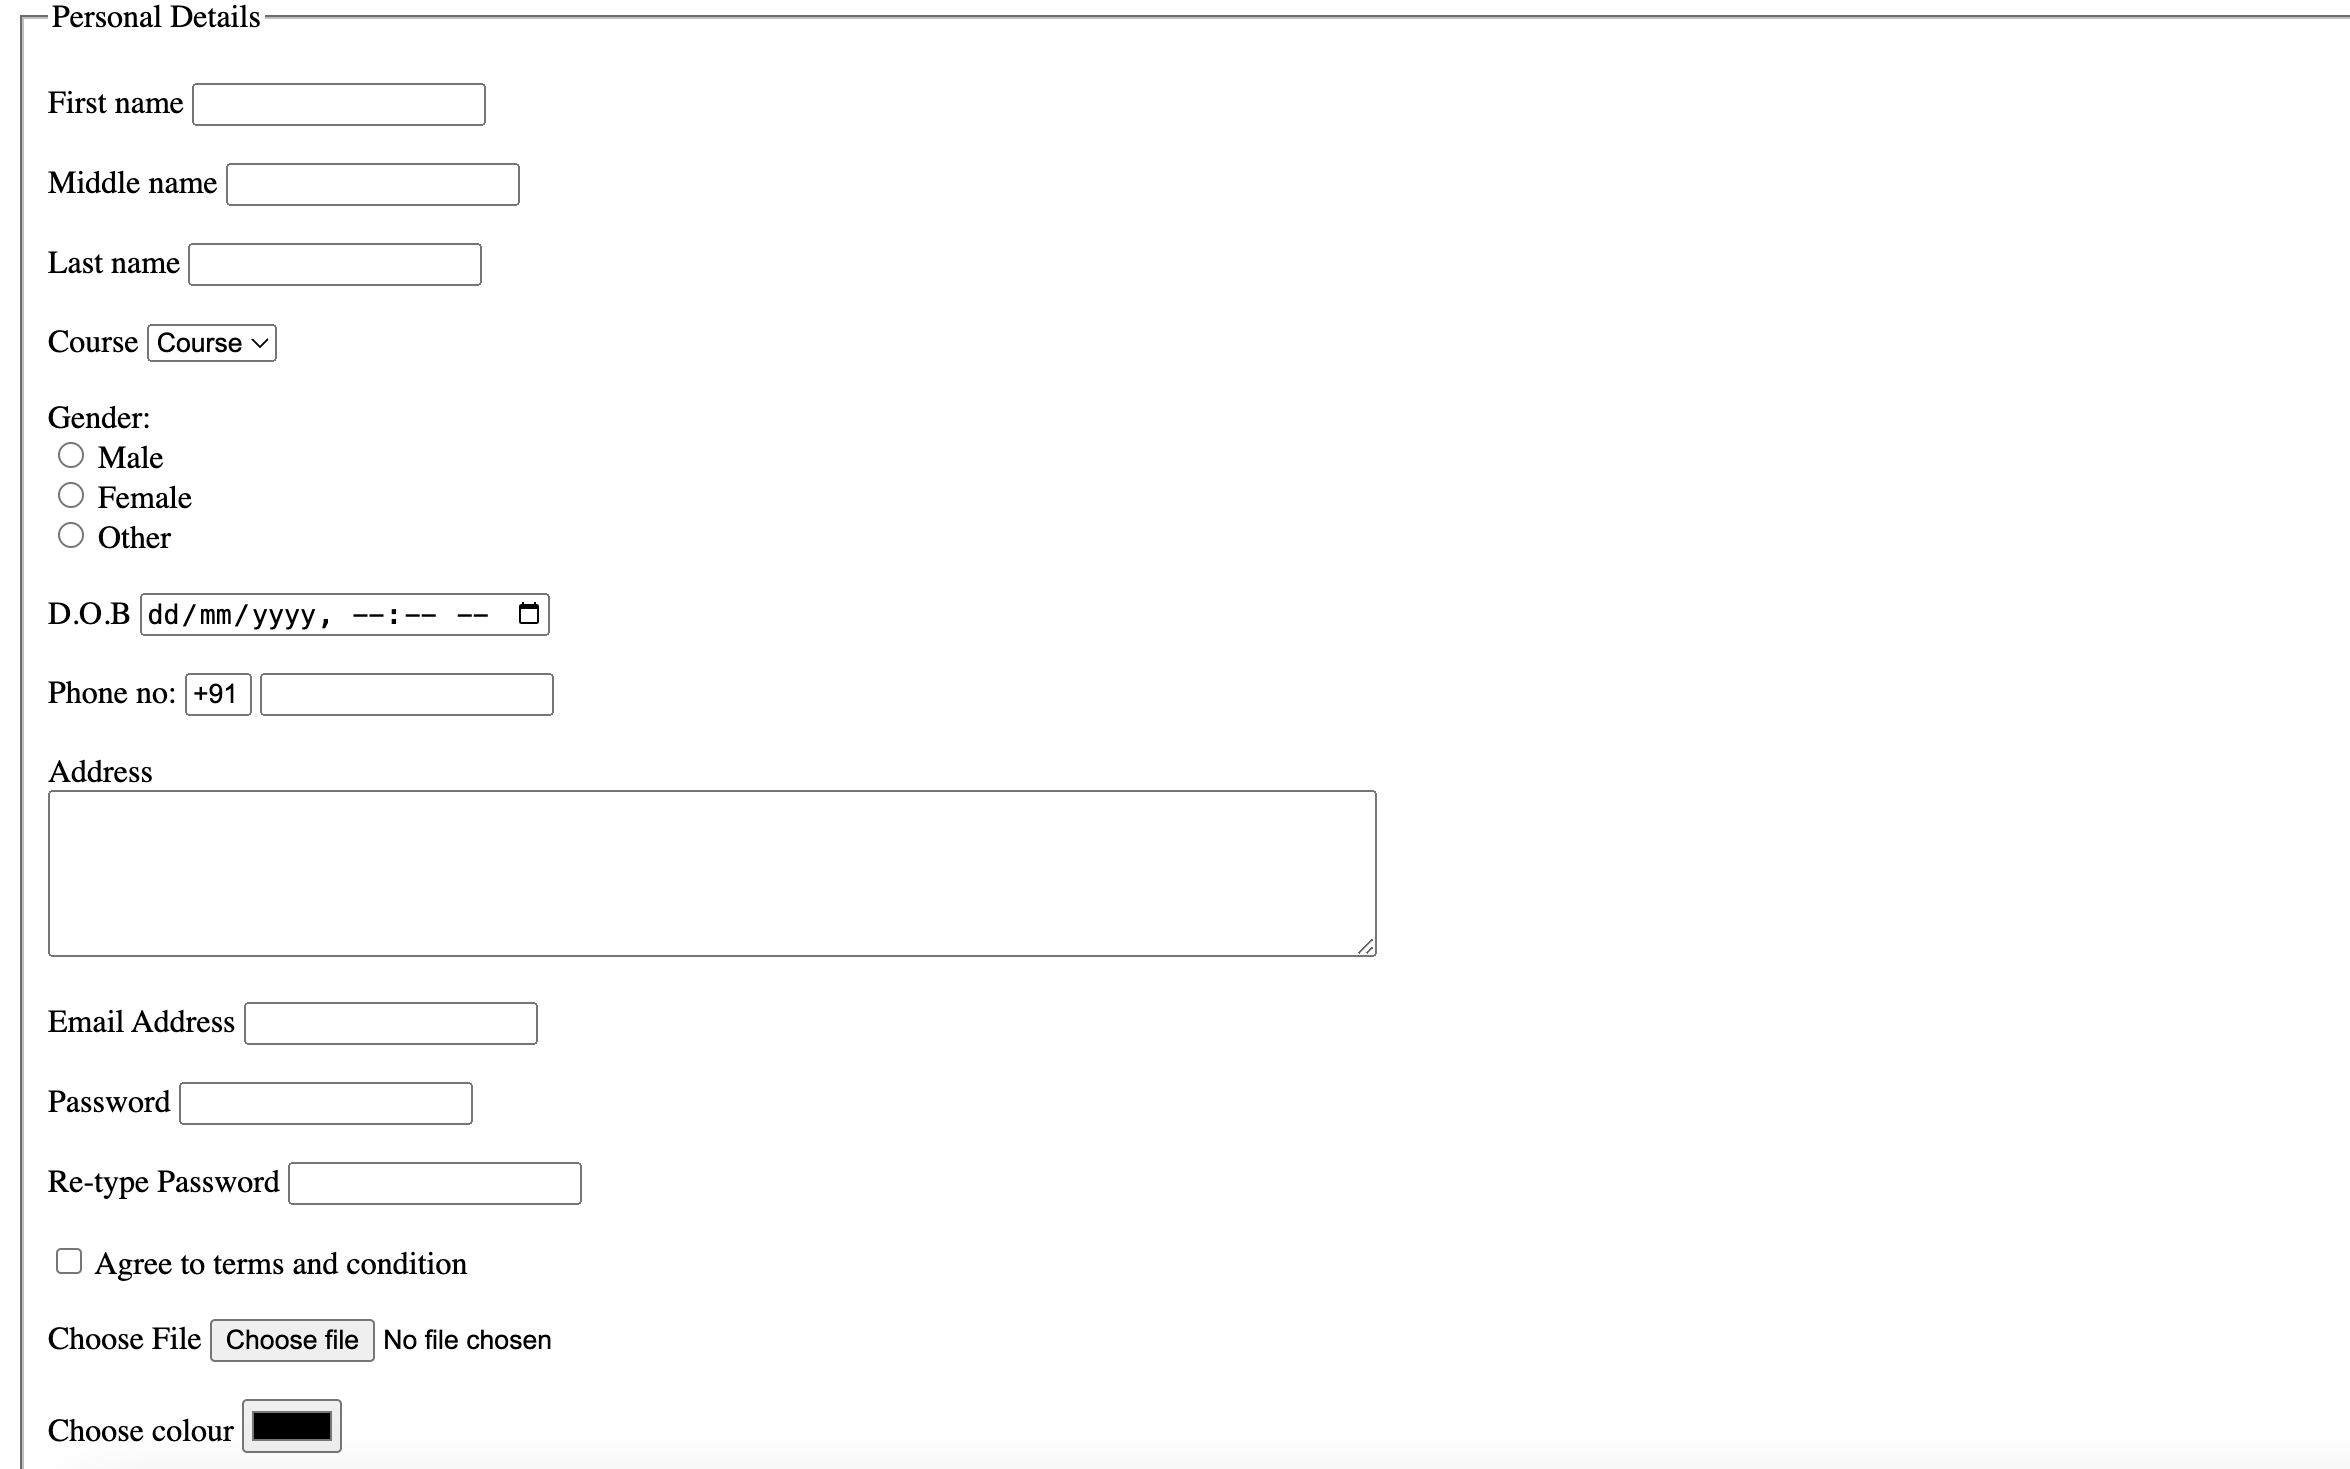 Personal Details
First name
Middle name
Last name
Course Course
Gender:
Male
Female
Other
D.O.B dd/mm/yyyy, --:-- --
Phone no: +91
Address
Email Address
Password
Re-type Password
Agree to terms and condition
Choose File Choose file No file chosen
Choose colour